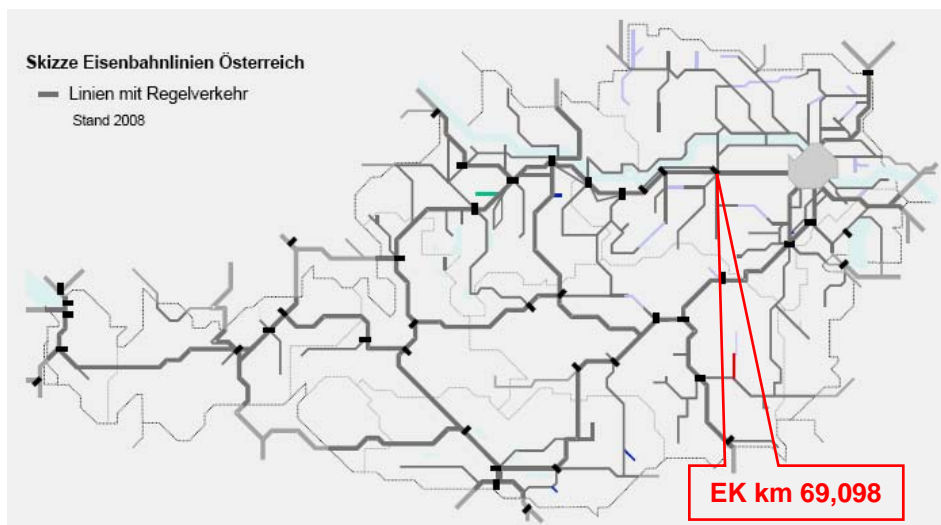 Skizze Eisenbahnlinien Österreich
Linien mit Regelverkehr
Stand 2008
EK km 69,098